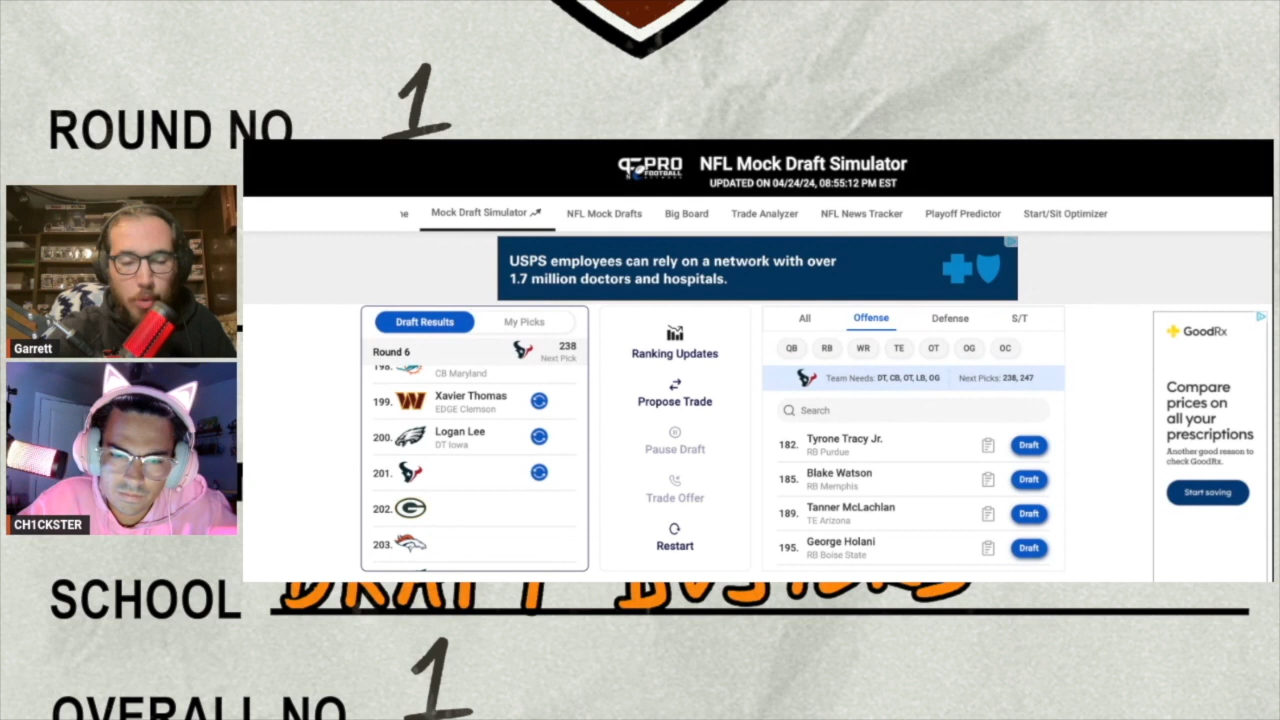 ROUND NO 1
PRO
FOOTBALL
NETWORK
NFL Mock Draft Simulator
UPDATED ON 04/24/24, 08:55:12 PM EST
ne
Mock Draft Simulator
NFL Mock Drafts
Big Board
Trade Analyzer
NFL News Tracker
Playoff Predictor
Start/Sit Optimizer
USPS employees can rely on a network with over
1.7 million doctors and hospitals.
Garrett
CH1CKSTER
Draft Results
My Picks
Round 6
238
Next Pick
198.
CB Maryland
199.
Xavier Thomas
EDGE Clemson
200.
Logan Lee
DT Iowa
201.
202.
203.
Ranking Updates
Propose Trade
Pause Draft
Trade Offer
Restart
All
Offense
Defense
S/T
QB
RB
WR
TE
OT
OG
OC
Team Needs: DT, CB, OT, LB, OG
Next Picks: 238, 247
Search
182.
Tyrone Tracy Jr.
RB Purdue
Draft
185.
Blake Watson
RB Memphis
Draft
189.
Tanner McLachlan
TE Arizona
Draft
195.
George Holani
RB Boise State
Draft
GoodRx
Compare
prices on
all your
prescriptions
Another good reason to
check GoodRx.
Start saving
SCHOOL DRAFT BUSTERS
OVERALL NO 1